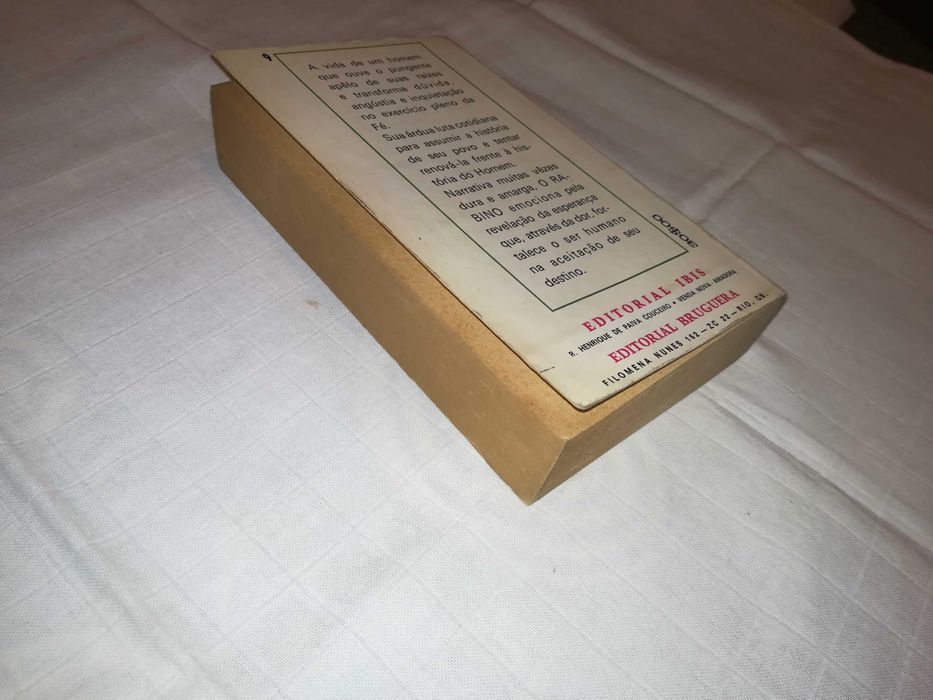 9
A vida de um homem
que ouve o pungente
apêlo de suas raízes
e transforma dúvida,
angústia e inquietação
no exercício pleno da
Fé.
Sua árdua luta cotidiana
para assumir a história
de seu povo e tentar
renová-la frente à his-
tória do Homem.
Narrativa muitas vêzes
dura e amarga, O RA-
BINO emociona pela
revelação da esperança
que, através da dor, for-
talece o ser humano
na aceitação de seu
destino.
EDITORIAL IBIS
R. HENRIQUE DE PAIVA COUCEIRO • VENDA NOVA - AMADORA
EDITORIAL BRUGUERA
FILOMENA NUNES 162 — ZC 22 — RIO, GB.